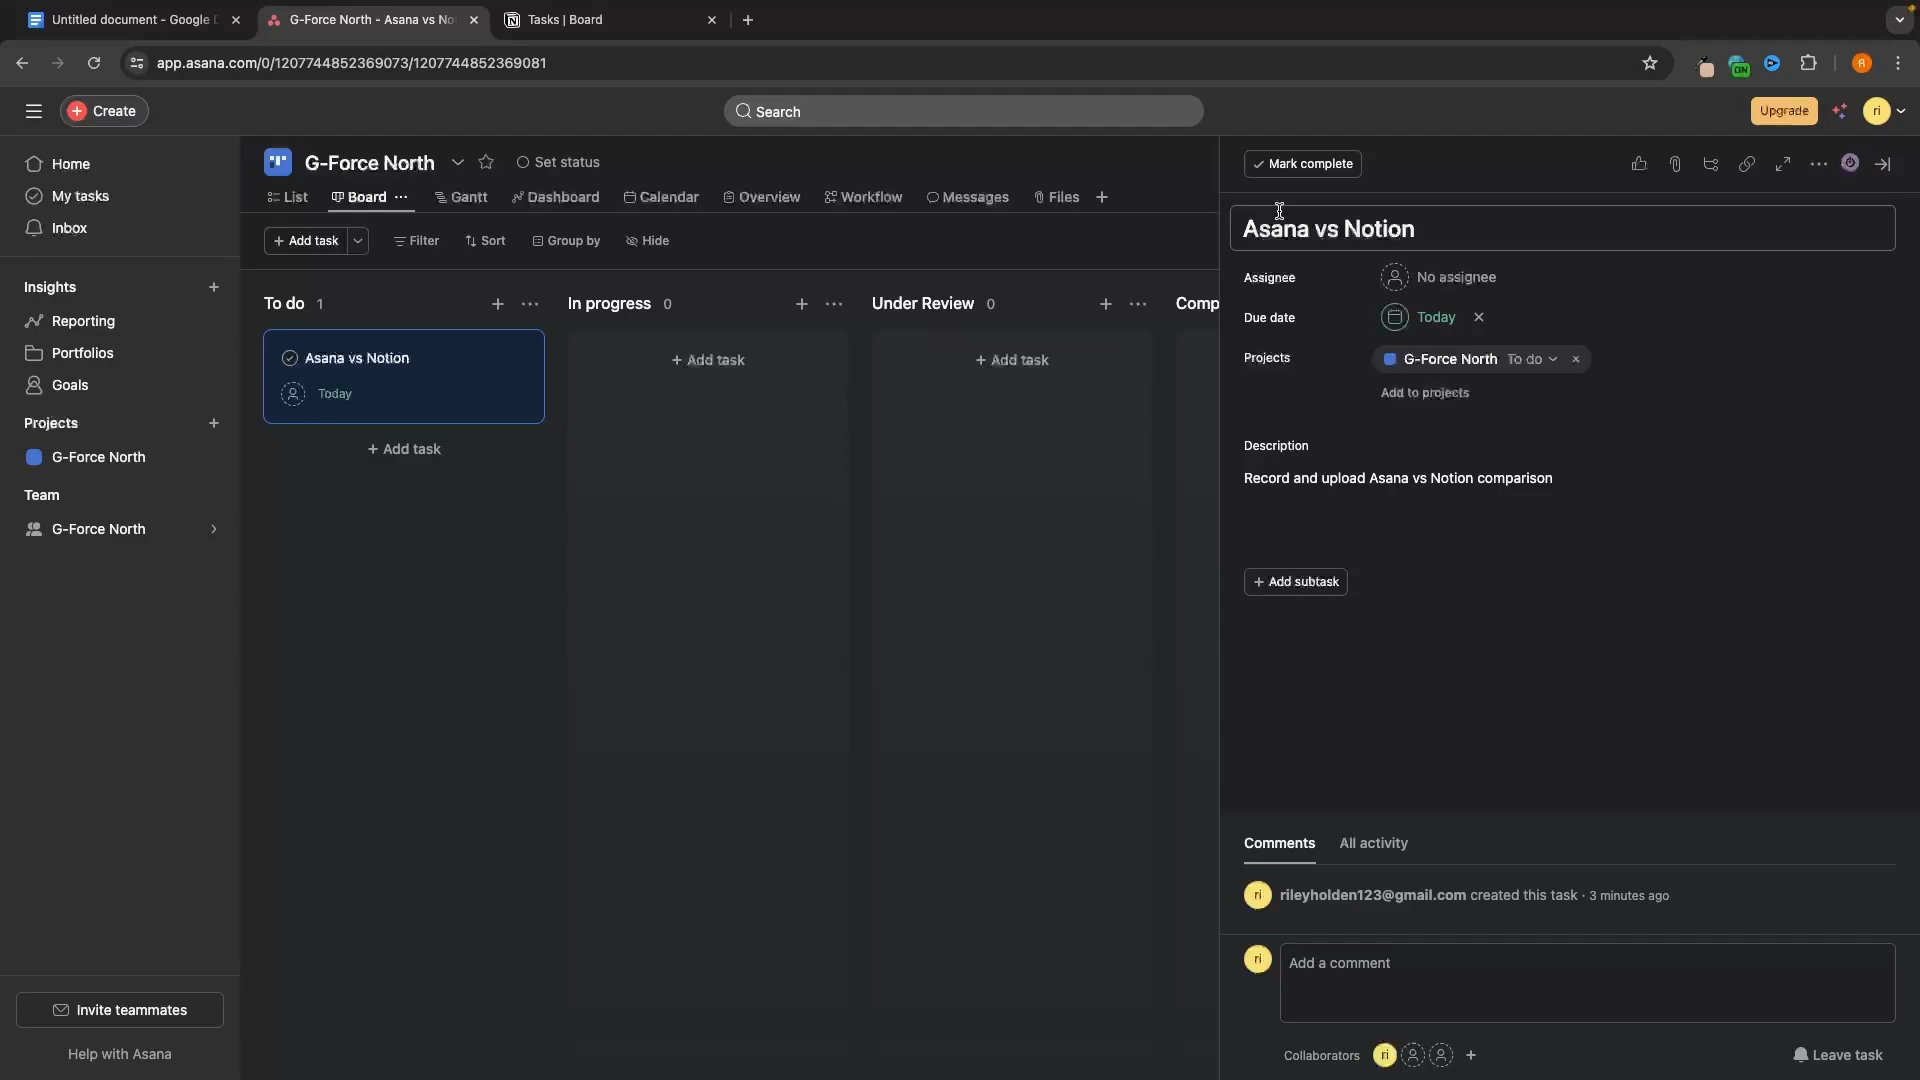 Untitled document - Google D
G-Force North - Asana vs No
Tasks | Board
app.asana.com/0/1207744852369073/1207744852369081
ON
R
Create
Search
Upgrade
ri
Home
My tasks
Inbox
Insights
Reporting
Portfolios
Goals
Projects
G-Force North
Team
G-Force North
Invite teammates
Help with Asana
G-Force North
Set status
List
Board
Gantt
Dashboard
Calendar
Overview
Workflow
Messages
Files
+ Add task
Filter
Sort
Group by
Hide
To do 1
In progress 0
Under Review 0
Comp
Asana vs Notion
Today
+ Add task
+ Add task
+ Add task
Mark complete
Asana vs Notion
Assignee No assignee
Due date Today
Projects G-Force North To do
Add to projects
Description
Record and upload Asana vs Notion comparison
+ Add subtask
Comments All activity
ri rileyholden123@gmail.com created this task · 3 minutes ago
ri Add a comment
Collaborators ri
Leave task